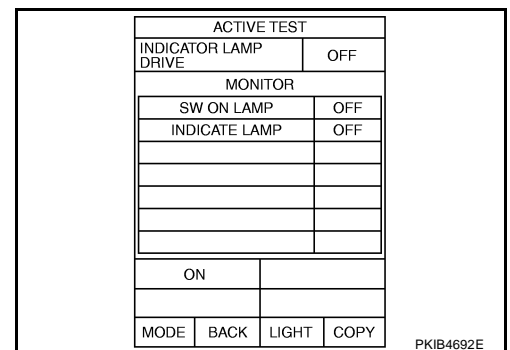 ACTIVE TEST
INDICATOR LAMP
DRIVE
OFF
MONITOR
SW ON LAMP OFF
INDICATE LAMP OFF
ON
MODE BACK LIGHT COPY
PKIB4692E